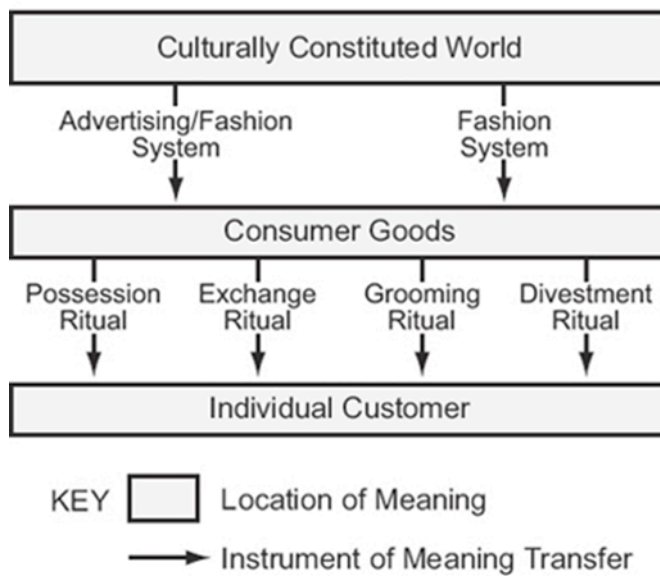 Culturally Constituted World
Advertising/Fashion
System
Fashion
System
Consumer Goods
Possession
Ritual
Exchange
Ritual
Grooming
Ritual
Divestment
Ritual
Individual Customer
KEY
Location of Meaning
Instrument of Meaning Transfer